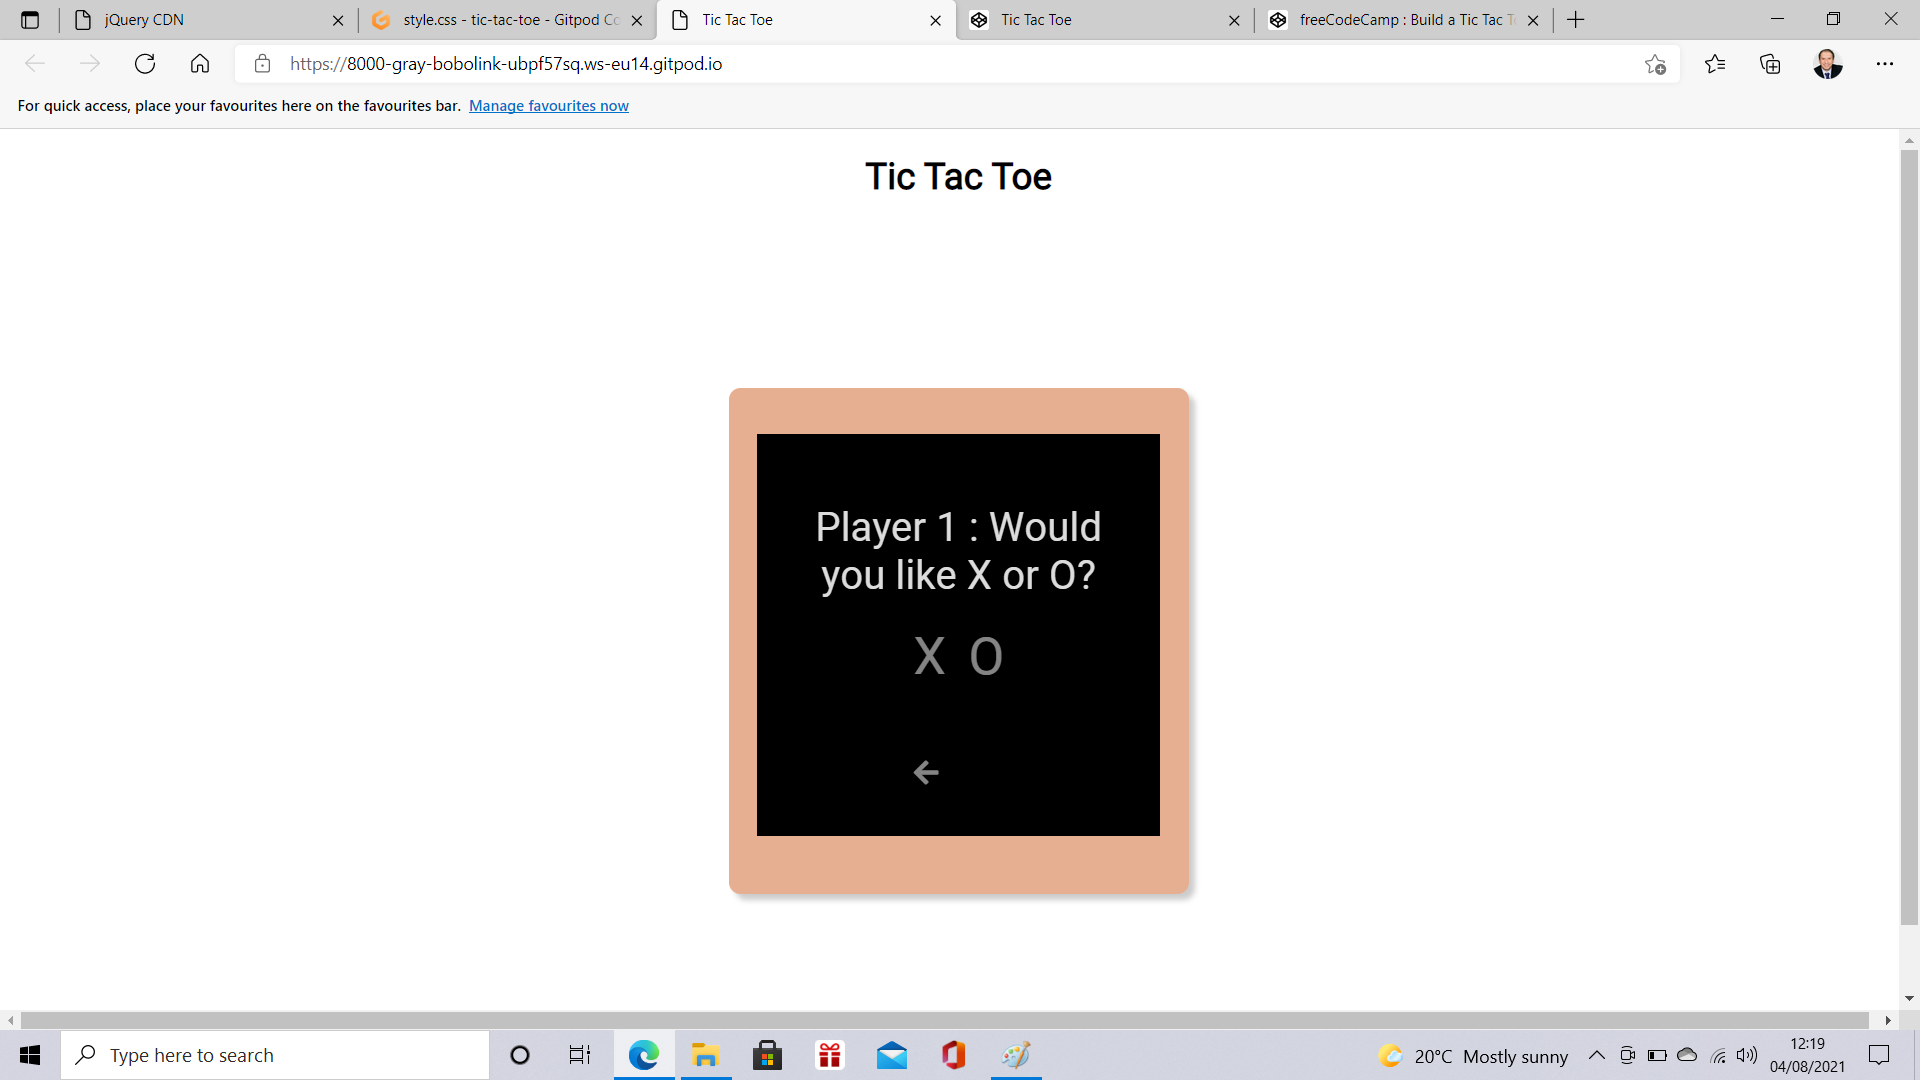 jQuery CDN
style.css - tic-tac-toe - Gitpod Co
Tic Tac Toe
Tic Tac Toe
freeCodeCamp : Build a Tic Tac T
https://8000-gray-bobolink-ubpf57sq.ws-eu14.gitpod.io
For quick access, place your favourites here on the favourites bar. Manage favourites now
Tic Tac Toe
Player 1 : Would
you like X or O?
X O
Type here to search
20°C Mostly sunny
12:19
04/08/2021